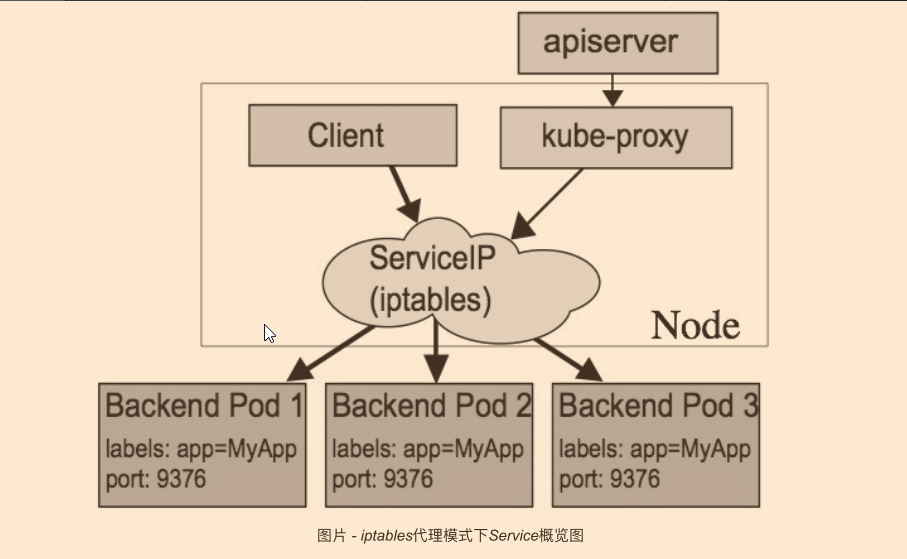 apiserver
Client
kube-proxy
ServiceIP
(iptables)
Node
Backend Pod 1
labels: app=MyApp
port: 9376
Backend Pod 2
labels: app=MyApp
port: 9376
Backend Pod 3
labels: app=MyApp
port: 9376
图片 - iptables代理模式下Service概览图